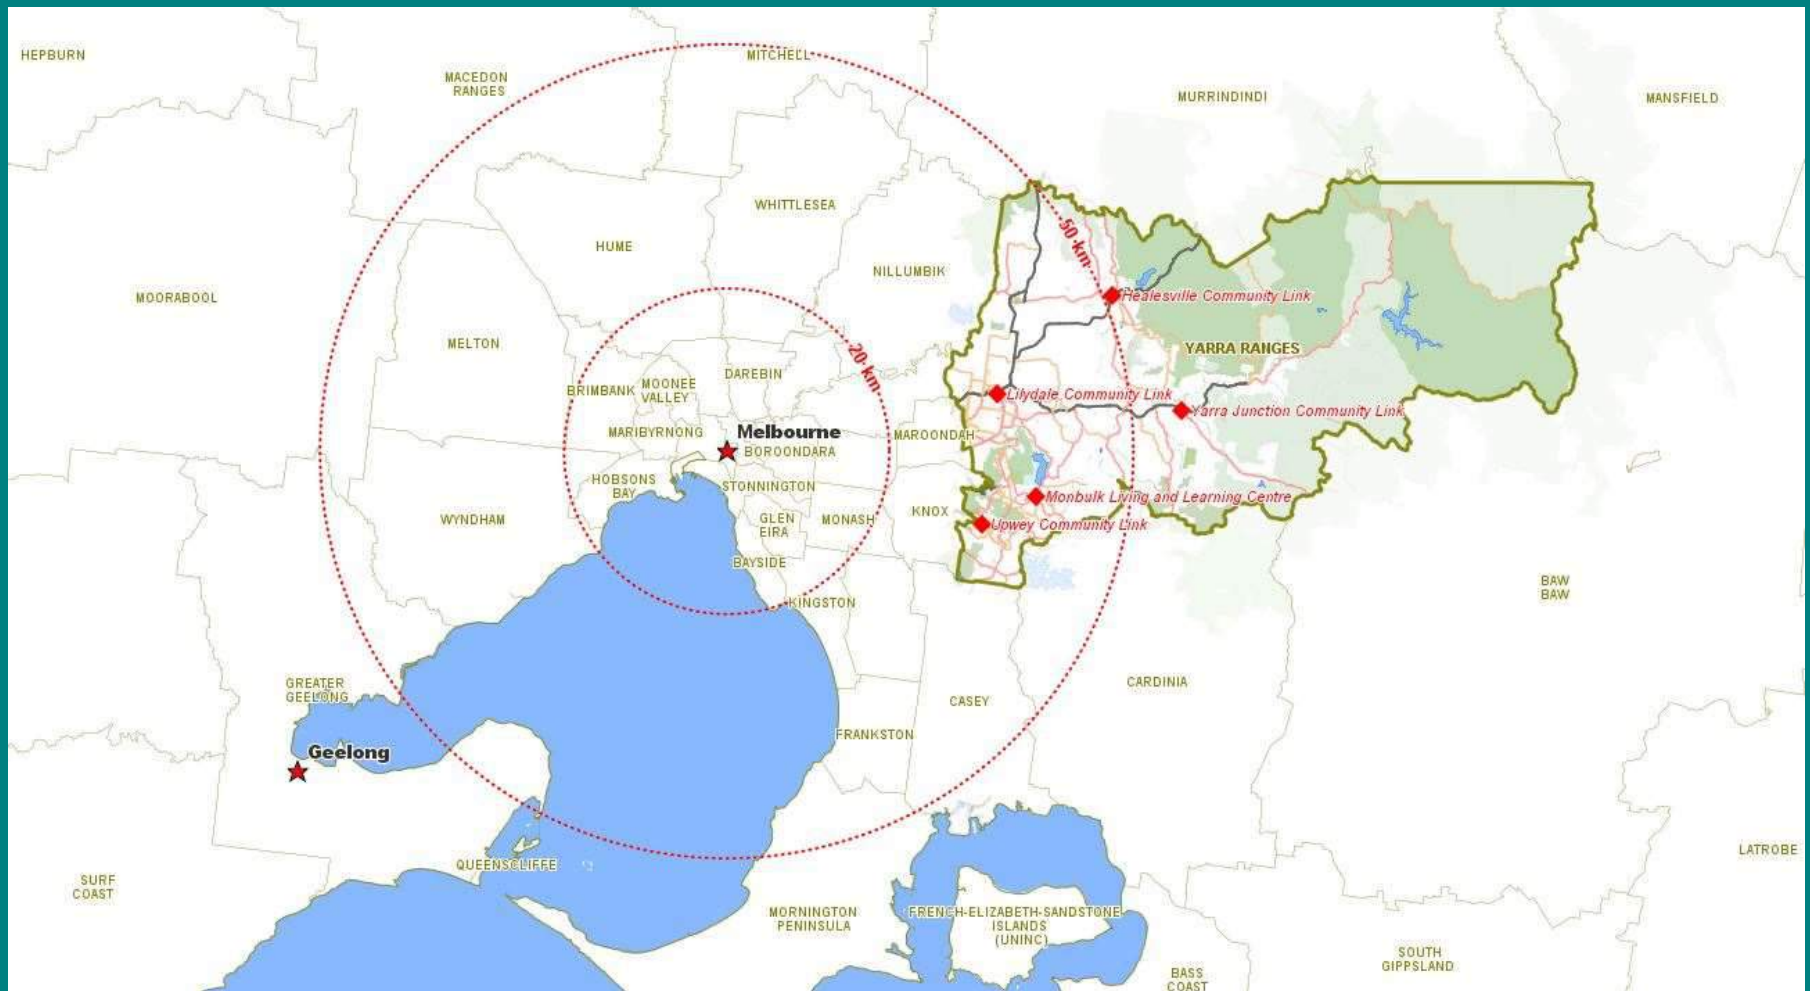 HEPBURN
MITCHELL
MACEDON
RANGES
MURRINDINDI
MANSFIELD
WHITTLESEA
50 km
HUME
NILLUMBIK
MOORABOOL
Healesville Community Link
MELTON
20 km
YARRA RANGES
DAREBIN
BRIMBANK
MOONEE
VALLEY
Lilydale Community Link
Yarra Junction Community Link
MARIBYRNONG
Melbourne
MAROONDAH
BOROONDARA
HOBSONS
BAY
STONNINGTON
Monbulk Living and Learning Centre
WYNDHAM
GLEN
EIRA
MONASH
KNOX
Upwey Community Link
BAYSIDE
BAW
BAW
KINGSTON
GREATER
GEELONG
CARDINIA
CASEY
FRANKSTON
Geelong
LATROBE
QUEENSCLIFFE
SURF
COAST
MORNINGTON
PENINSULA
FRENCH-ELIZABETH-SANDSTONE
ISLANDS
(UNINC)
SOUTH
GIPPSLAND
BASS
COAST